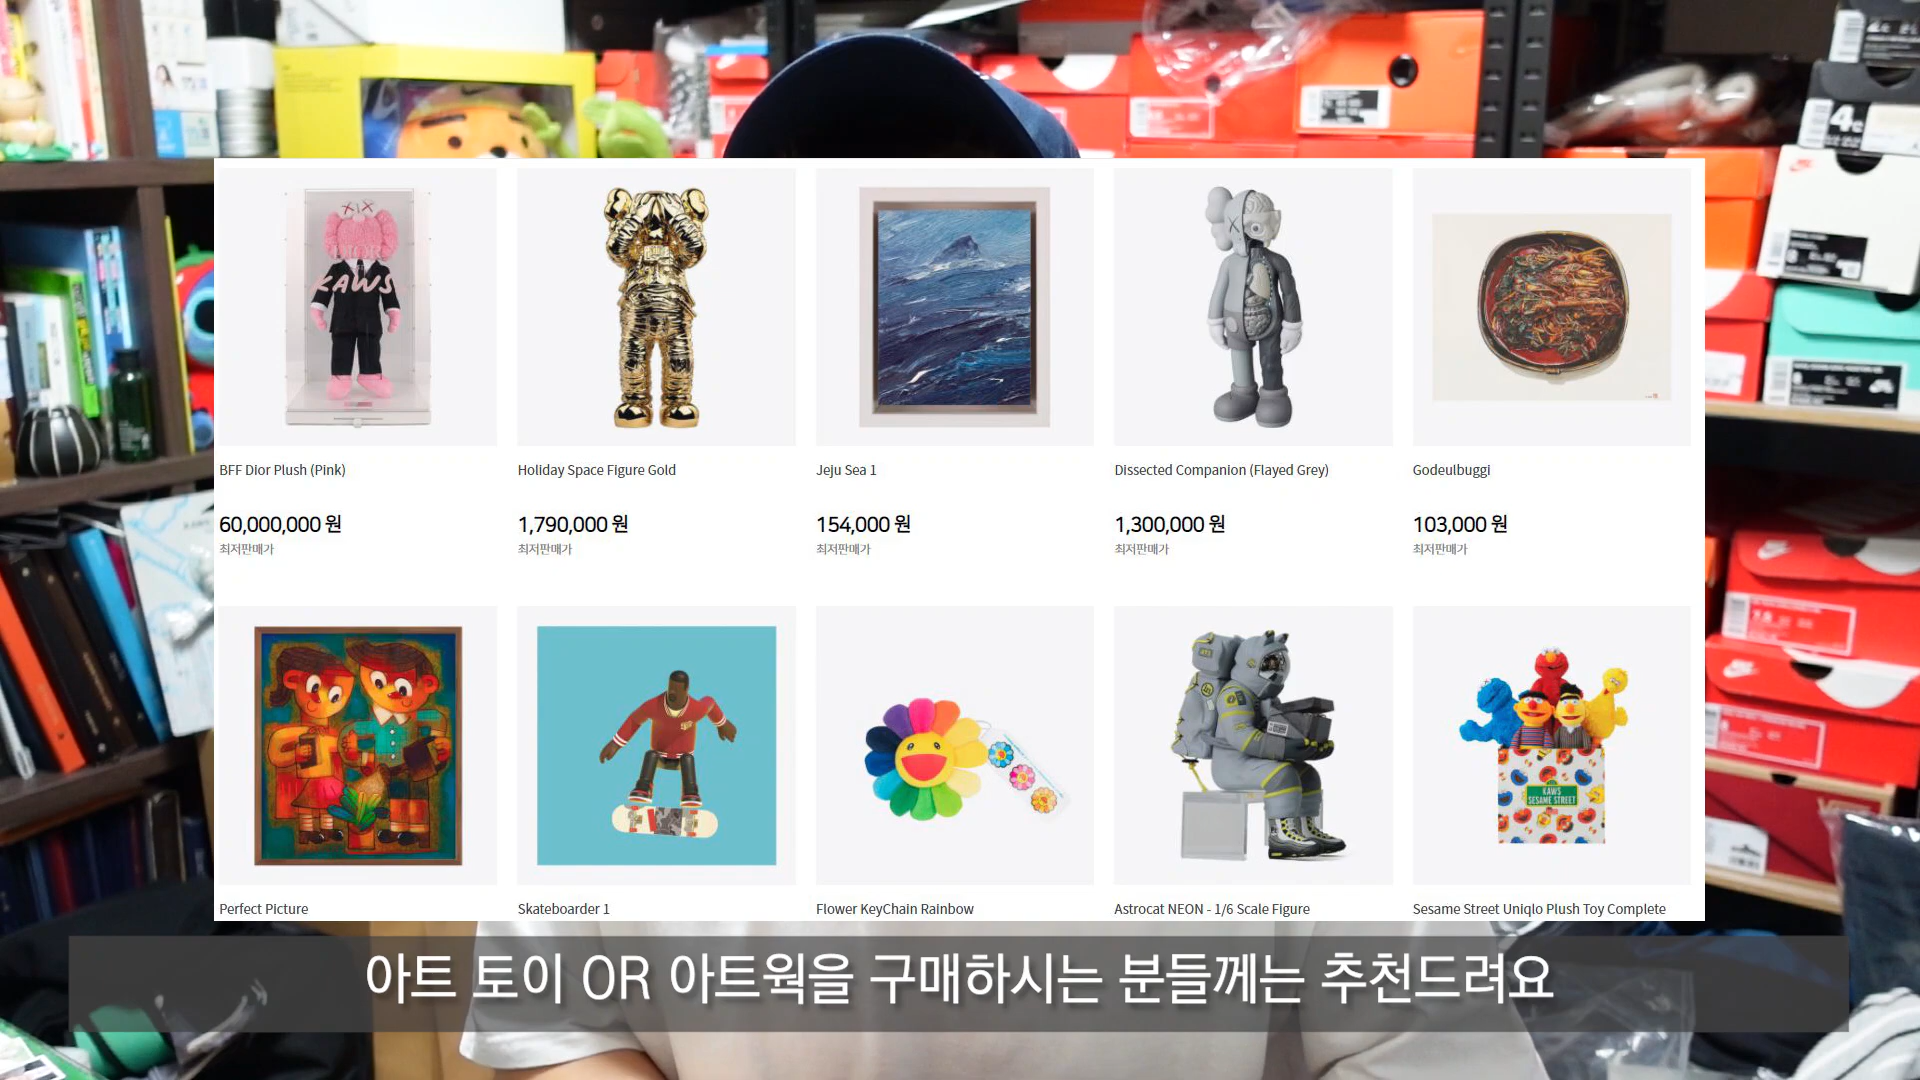 4c
KAWS
BFF Dior Plush (Pink)
Holiday Space Figure Gold
Jeju Sea 1
Dissected Companion (Flayed Grey)
Godeulbuggi
60,000,000 원
1,790,000 원
154,000 원
1,300,000 원
103,000 원
최저판매가
최저판매가
최저판매가
최저판매가
최저판매가
KAWS
SESAME STREET
Perfect Picture
Skateboarder 1
Flower KeyChain Rainbow
Astrocat NEON - 1/6 Scale Figure
Sesame Street Uniqlo Plush Toy Complete
아트 토이 OR 아트웍을 구매하시는 분들께는 추천드려요